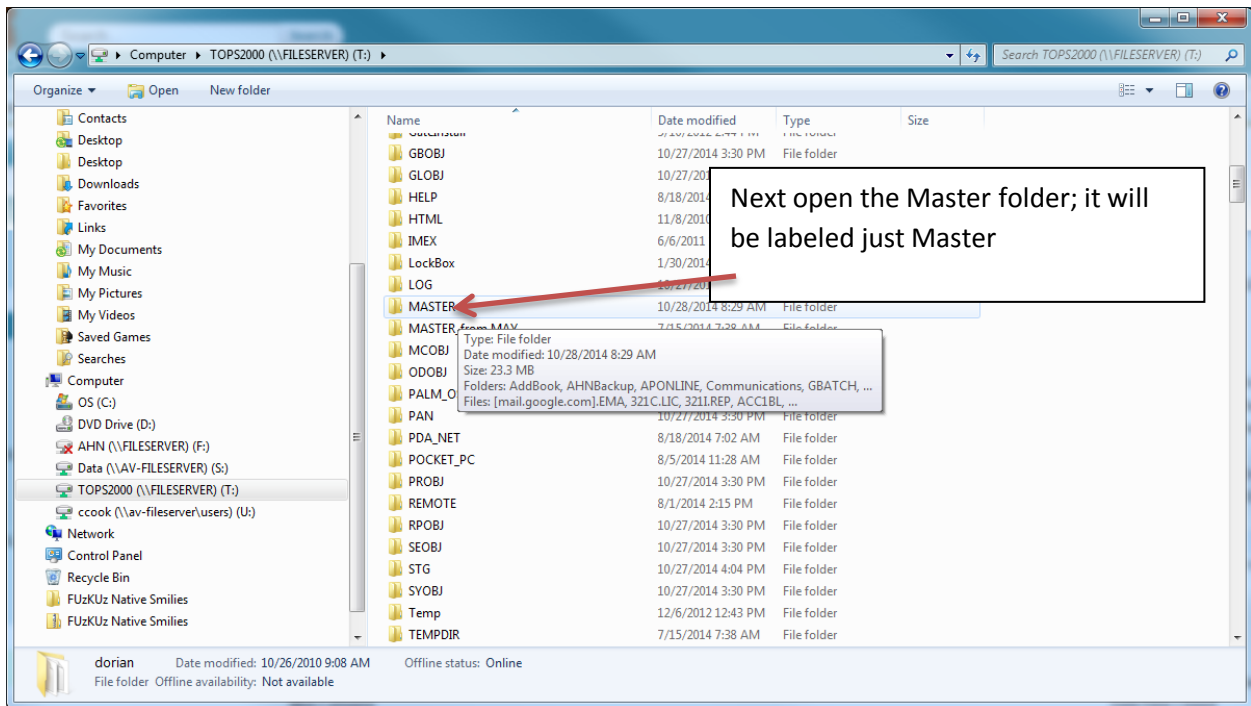 Computer ▸ TOPS2000 (\\FILESERVER) (T:) ▸
Search TOPS2000 (\\FILESERVER) (T:)
Organize Open New folder
Contacts
Desktop
Desktop
Downloads
Favorites
Links
My Documents
My Music
My Pictures
My Videos
Saved Games
Searches
Computer
OS (C:)
DVD Drive (D:)
AHN (\\FILESERVER) (F:)
Data (\\AV-FILESERVER) (S:)
TOPS2000 (\\FILESERVER) (T:)
ccook (\\av-fileserver\users) (U:)
Network
Control Panel
Recycle Bin
FUzKUz Native Smilies
FUzKUz Native Smilies
Name Date modified Type Size
GBOBJ 10/27/2014 3:30 PM File folder
GLOBJ 10/27/201
HELP 8/18/2014
HTML 11/8/2010
IMEX 6/6/2011
LockBox 1/30/2014
LOG
MASTER 10/28/2014 8:29 AM File folder
MASTER_from MAY 7/15/2014 7:38 AM File folder
MCOBJ
ODOBJ
PALM_O
PAN 10/27/2014 3:30 PM File folder
PDA_NET 8/18/2014 7:02 AM File folder
POCKET_PC 8/5/2014 11:28 AM File folder
PROBJ 10/27/2014 3:30 PM File folder
REMOTE 8/1/2014 2:15 PM File folder
RPOBJ 10/27/2014 3:30 PM File folder
SEOBJ 10/27/2014 3:30 PM File folder
STG 10/27/2014 4:04 PM File folder
SYOBJ 10/27/2014 3:30 PM File folder
Temp 12/6/2012 12:43 PM File folder
TEMPDIR 7/15/2014 7:38 AM File folder
Next open the Master folder; it will
be labeled just Master
Type: File folder
Date modified: 10/28/2014 8:29 AM
Size: 23.3 MB
Folders: AddBook, AHNBackup, APONLINE, Communications, GBATCH, ...
Files: [mail.google.com].EMA, 321C.LIC, 321I.REP, ACC1BL, ...
dorian Date modified: 10/26/2010 9:08 AM Offline status: Online
File folder Offline availability: Not available